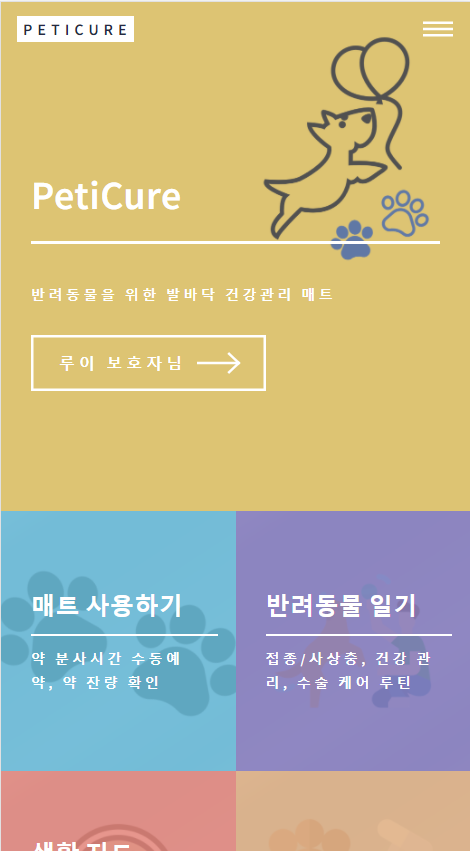 PETICURE
PetiCure
반려동물을 위한 발바닥 건강관리 매트
루이 보호자님
매트 사용하기
약 분사시간 수동예
약, 약 잔량 확인
반려동물 일기
접종/사상충, 건강 관
리, 수술 케어 루틴